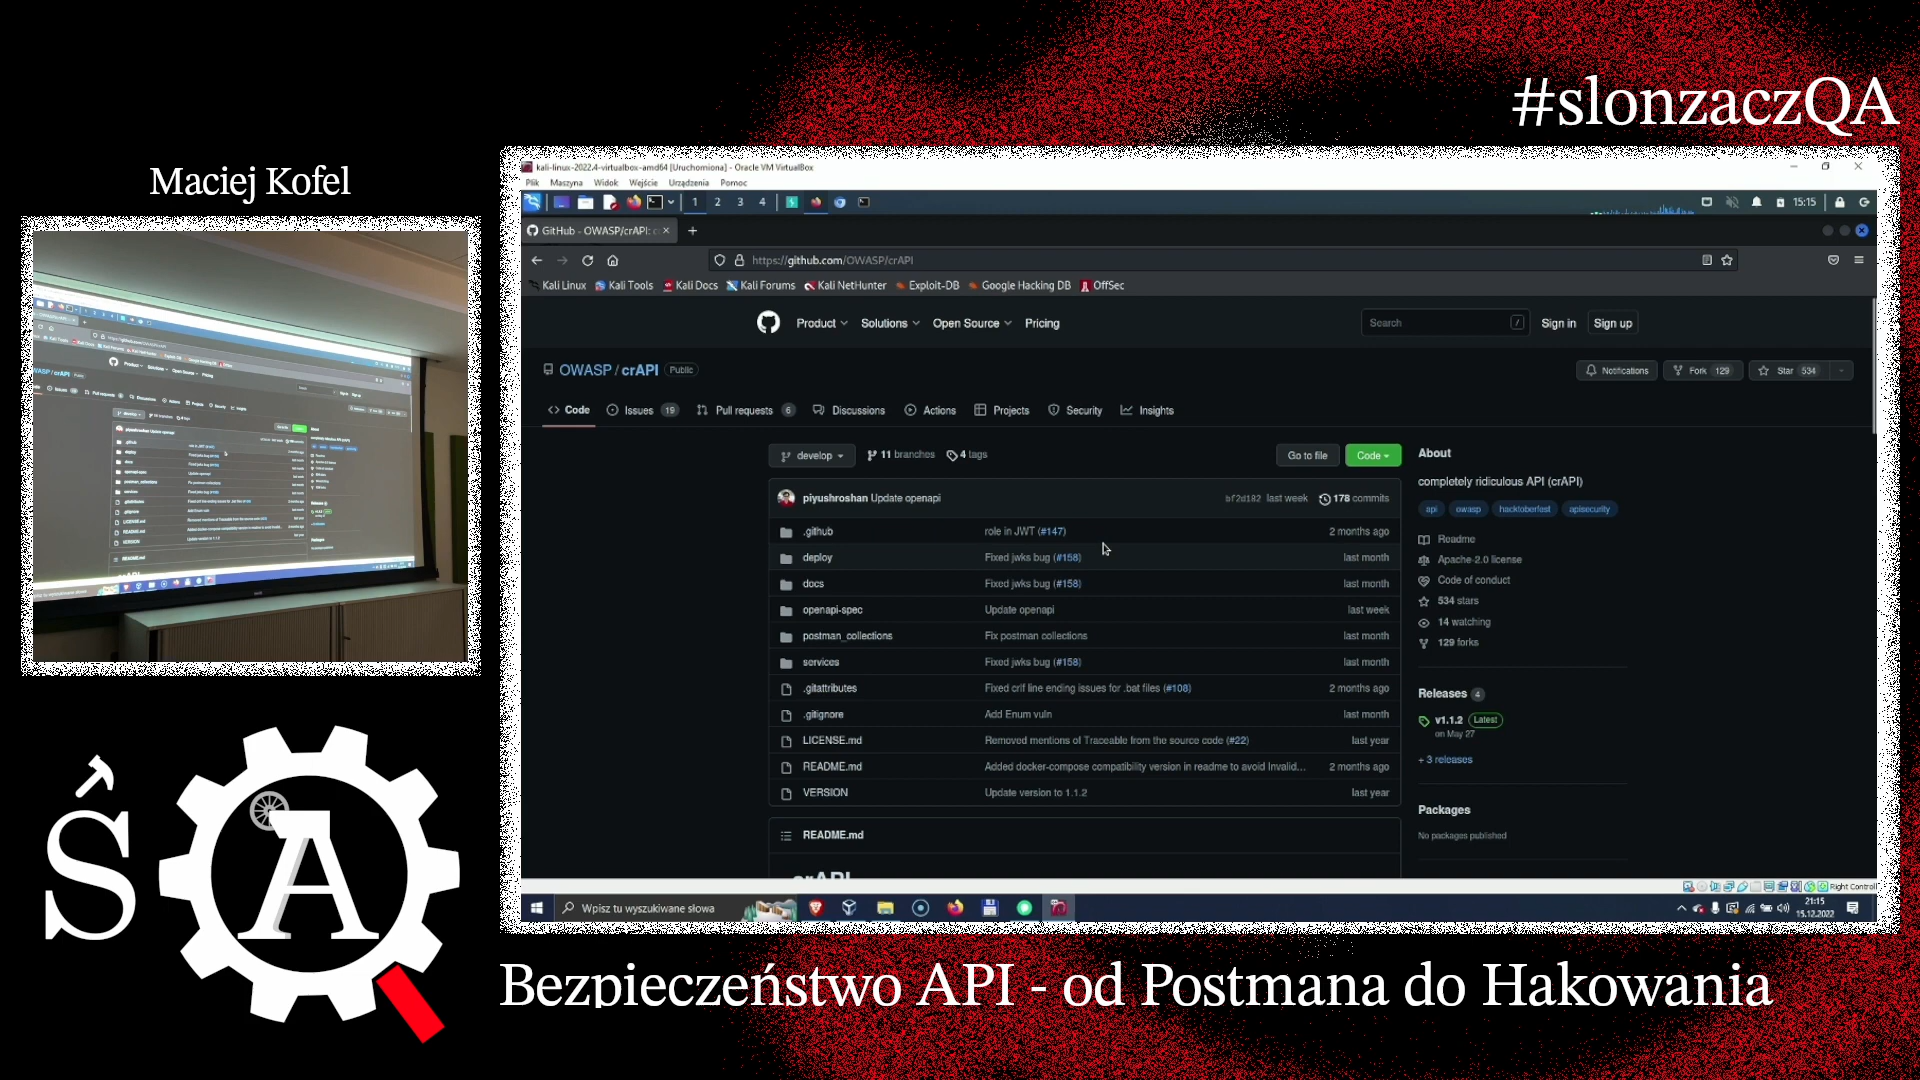 #slonzaczQA
Maciej Kofel
kali-linux-2022.4-virtualbox-amd64 [Uruchomiona] - Oracle VM VirtualBox
Plik Maszyna Widok Wejście Urządzenia Pomoc
1 2 3 4 15:15
GitHub - OWASP/crAPI: c
https://github.com/OWASP/crAPI
Kali Linux Kali Tools Kali Docs Kali Forums Kali NetHunter Exploit-DB Google Hacking DB OffSec
Product Solutions Open Source Pricing Search / Sign in Sign up
OWASP / crAPI Public Notifications Fork 129 Star 534
Code Issues 19 Pull requests 6 Discussions Actions Projects Security Insights
develop 11 branches 4 tags Go to file Code
piyushroshan Update openapi bf2d182 last week 178 commits
.github role in JWT (#147) 2 months ago
deploy Fixed jwks bug (#158) last month
docs Fixed jwks bug (#158) last month
openapi-spec Update openapi last week
postman_collections Fix postman collections last month
services Fixed jwks bug (#158) last month
.gitattributes Fixed crlf line ending issues for .bat files (#108) 2 months ago
.gitignore Add Enum vuln last month
LICENSE.md Removed mentions of Traceable from the source code (#22) last year
README.md Added docker-compose compatibility version in readme to avoid Invalid... 2 months ago
VERSION Update version to 1.1.2 last year
README.md
crAPI
About
completely ridiculous API (crAPI)
api owasp hacktoberfest apisecurity
Readme
Apache-2.0 license
Code of conduct
534 stars
14 watching
129 forks
Releases 4
v1.1.2 Latest
on May 27
+ 3 releases
Packages
No packages published
Right Control
Wpisz tu wyszukiwane słowa
21:15
15.12.2022
Ŝ A
Bezpieczeństwo API - od Postmana do Hakowania